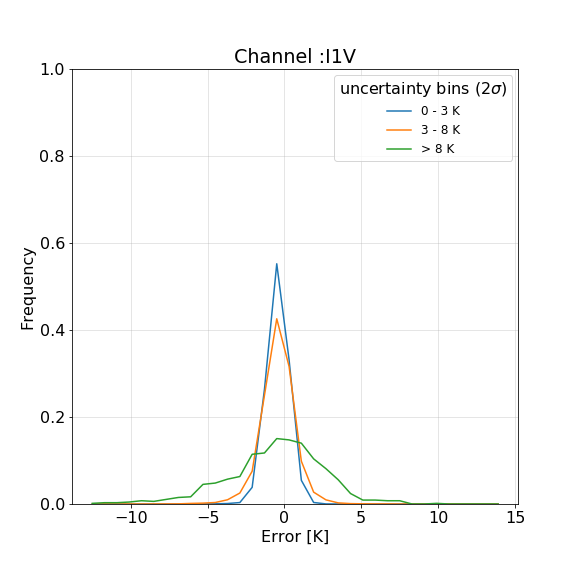 Channel :I1V
uncertainty bins (2σ)
0 - 3 K
3 - 8 K
> 8 K
1.0
0.8
0.6
0.4
0.2
0.0
Frequency
−10
−5
0
5
10
15
Error [K]